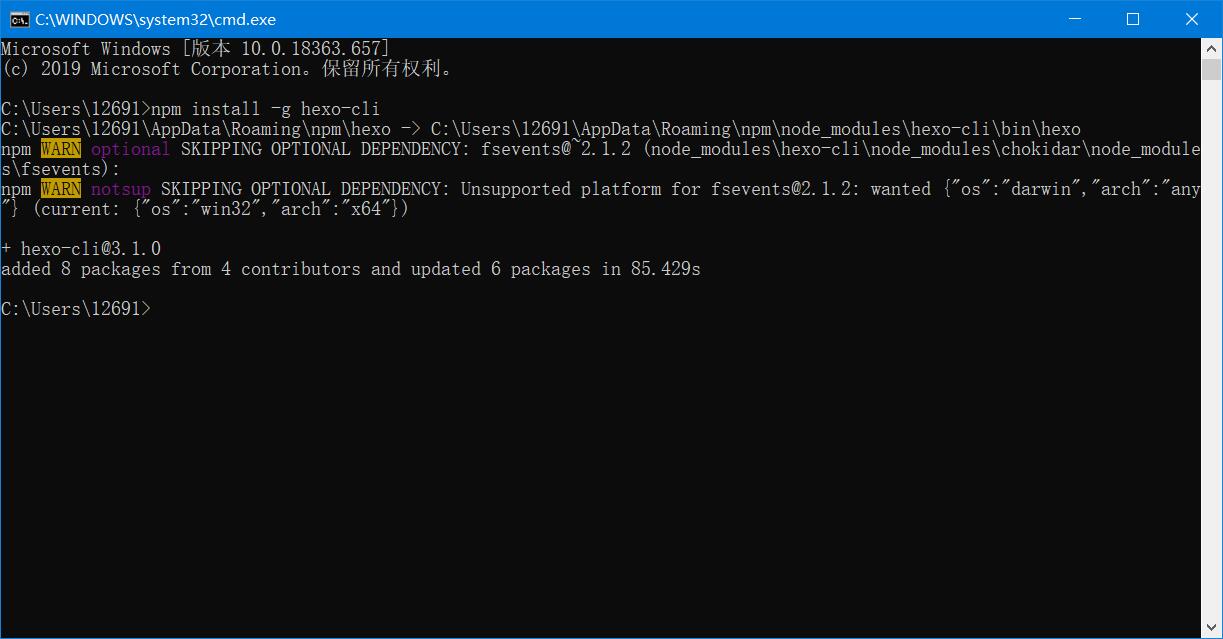 C:\WINDOWS\system32\cmd.exe
Microsoft Windows [版本 10.0.18363.657]
(c) 2019 Microsoft Corporation。保留所有权利。
C:\Users\12691>npm install -g hexo-cli
C:\Users\12691\AppData\Roaming\npm\hexo -> C:\Users\12691\AppData\Roaming\npm\node_modules\hexo-cli\bin\hexo
npm WARN optional SKIPPING OPTIONAL DEPENDENCY: fsevents@~2.1.2 (node_modules\hexo-cli\node_modules\chokidar\node_module
s\fsevents):
npm WARN notsup SKIPPING OPTIONAL DEPENDENCY: Unsupported platform for fsevents@2.1.2: wanted {"os":"darwin","arch":"any
"} (current: {"os":"win32","arch":"x64"})
+ hexo-cli@3.1.0
added 8 packages from 4 contributors and updated 6 packages in 85.429s
C:\Users\12691>